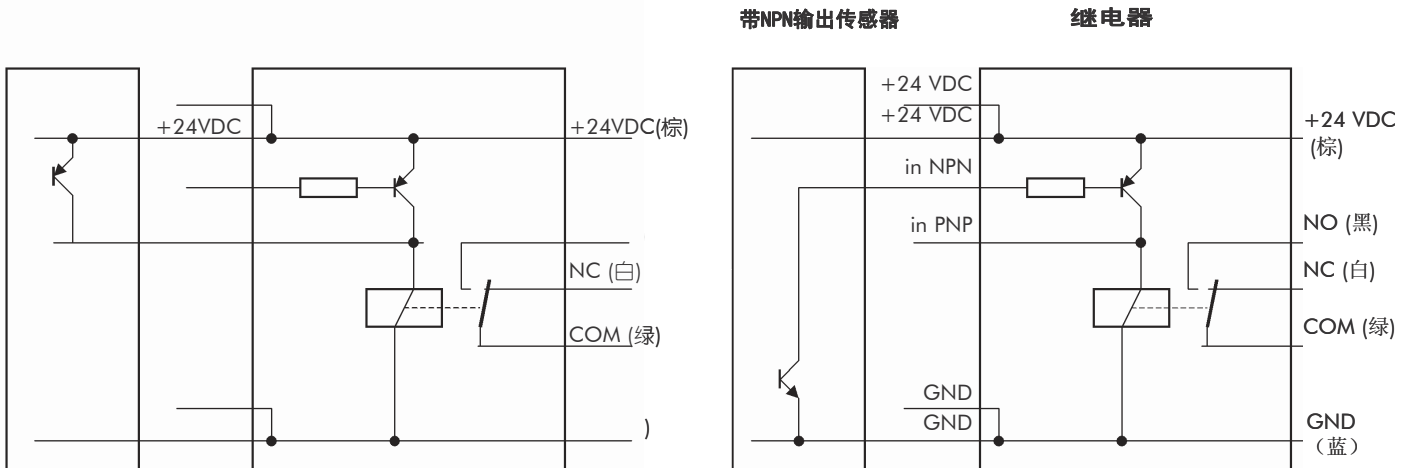 带NPN输出传感器
继电器
+24VDC
+24VDC(棕)
NC (白)
COM (绿)
)
+24 VDC
+24 VDC
in NPN
in PNP
GND
GND
+24 VDC
(棕)
NO (黑)
NC (白)
COM (绿)
GND
（蓝）